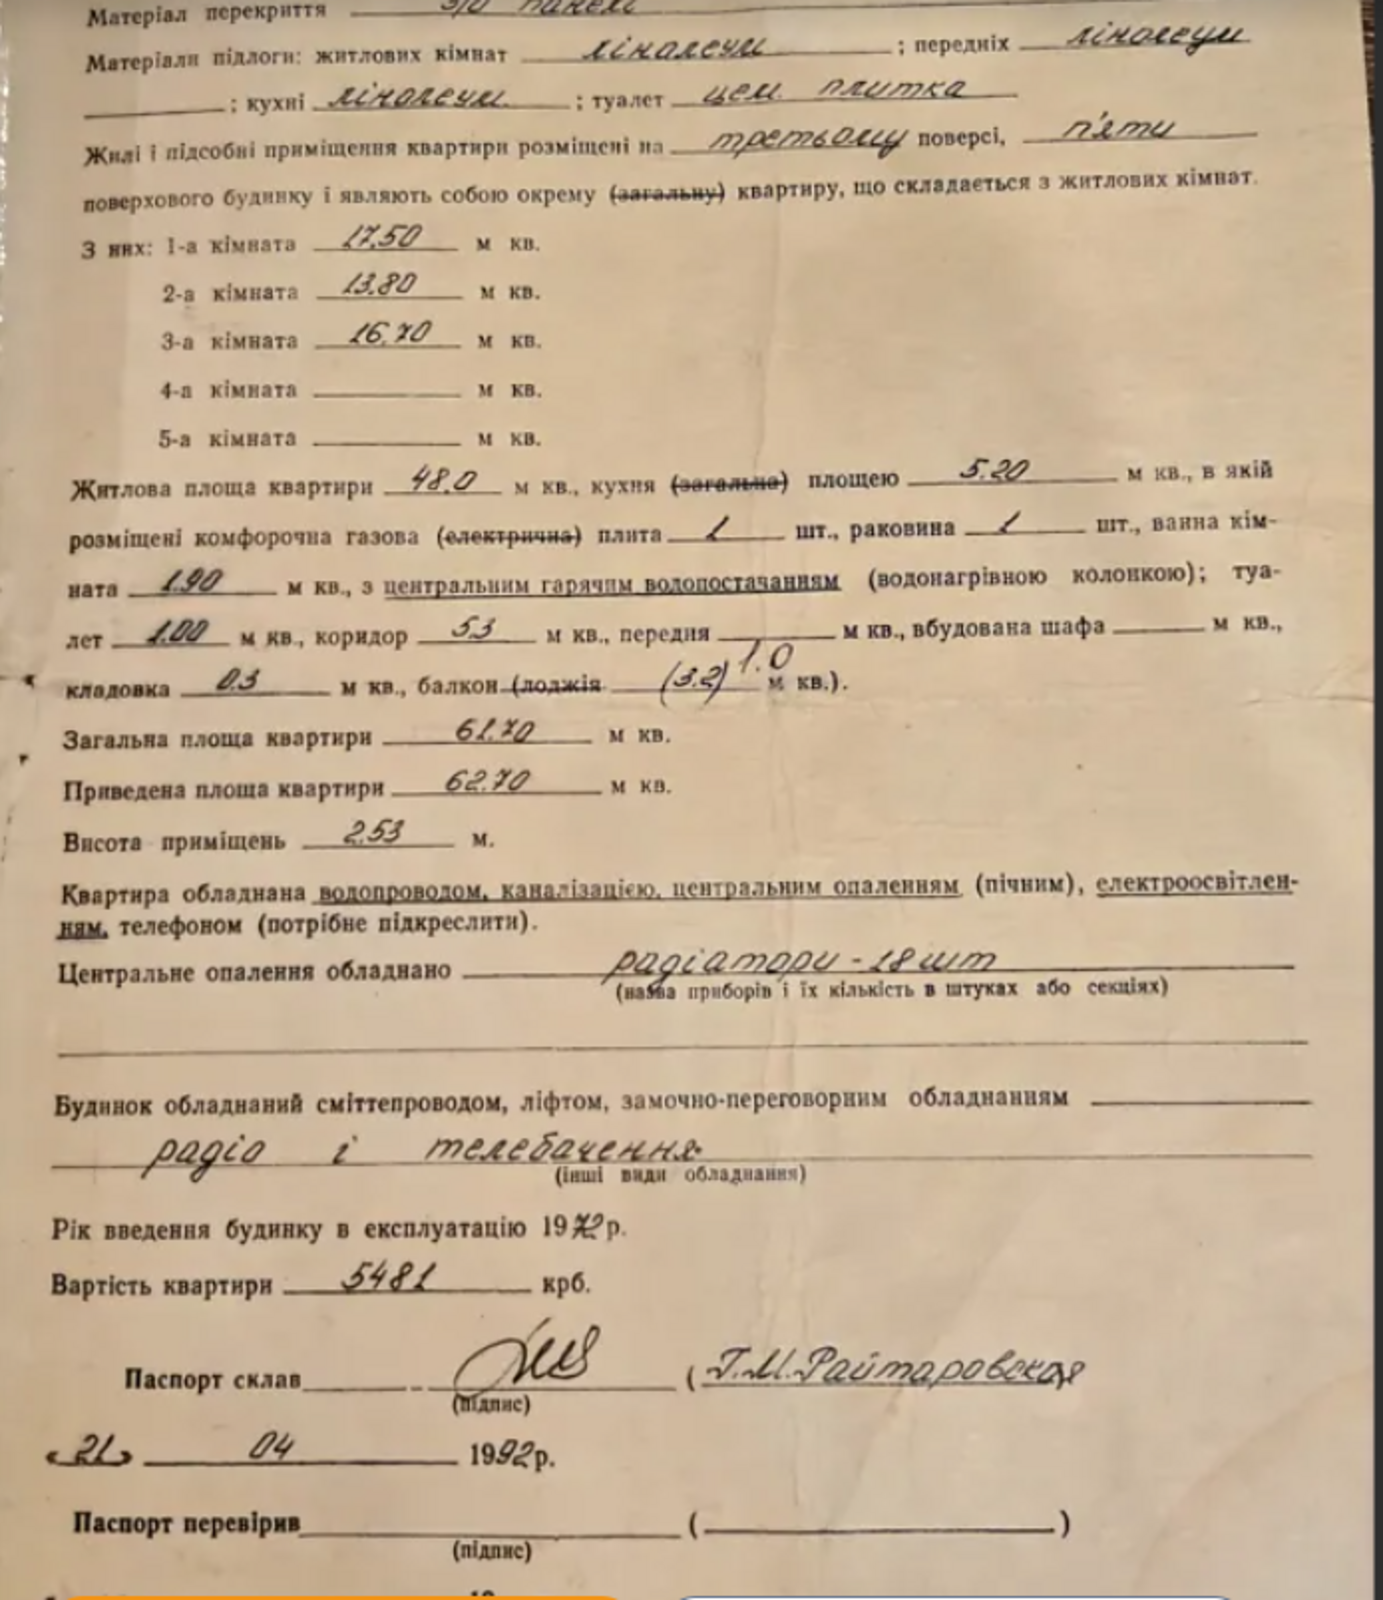 Матеріал перекриття з/б панелі
Матеріали підлоги: житлових кімнат лінолеум ; передніх лінолеум
; кухні лінолеум ; туалет цем. плитка
Жилі і підсобні приміщення квартири розміщені на третьому поверсі, п'яти
поверхового будинку і являють собою окрему (загальну) квартиру, що складається з житлових кімнат.
З них: 1-а кімната 17.50 м кв.
2-а кімната 13.80 м кв.
3-а кімната 16.70 м кв.
4-а кімната м кв.
5-а кімната м кв.
Житлова площа квартири 48.0 м кв., кухня (загальна) площею 5.20 м кв., в якій
розміщені комфорочна газова (електрична) плита 1 шт., раковина 1 шт., ванна кім-
ната 1.90 м кв., з центральним гарячим водопостачанням (водонагрівною колонкою); туа-
лет 1.00 м кв., коридор 5.3 м кв., передня м кв., вбудована шафа м кв.,
кладовка 0.3 м кв., балкон (лоджія (3.2) 1.0 м кв.).
Загальна площа квартири 61.70 м кв.
Приведена площа квартири 62.70 м кв.
Висота приміщень 2.53 м.
Квартира обладнана водопроводом, каналізацією, центральним опаленням (пічним), електроосвітлен-
ням, телефоном (потрібне підкреслити).
Центральне опалення обладнано радіатори - 18 шт
(назва приборів і їх кількість в штуках або секціях)
Будинок обладнаний сміттепроводом, ліфтом, замочно-переговорним обладнанням
радіо і телебачення
(інші види обладнання)
Рік введення будинку в експлуатацію 1972 р.
Вартість квартири 5481 крб.
Паспорт склав (Г.М. Райтаровская
(підпис)
«21» 04 1992 р.
Паспорт перевірив ( )
(підпис)